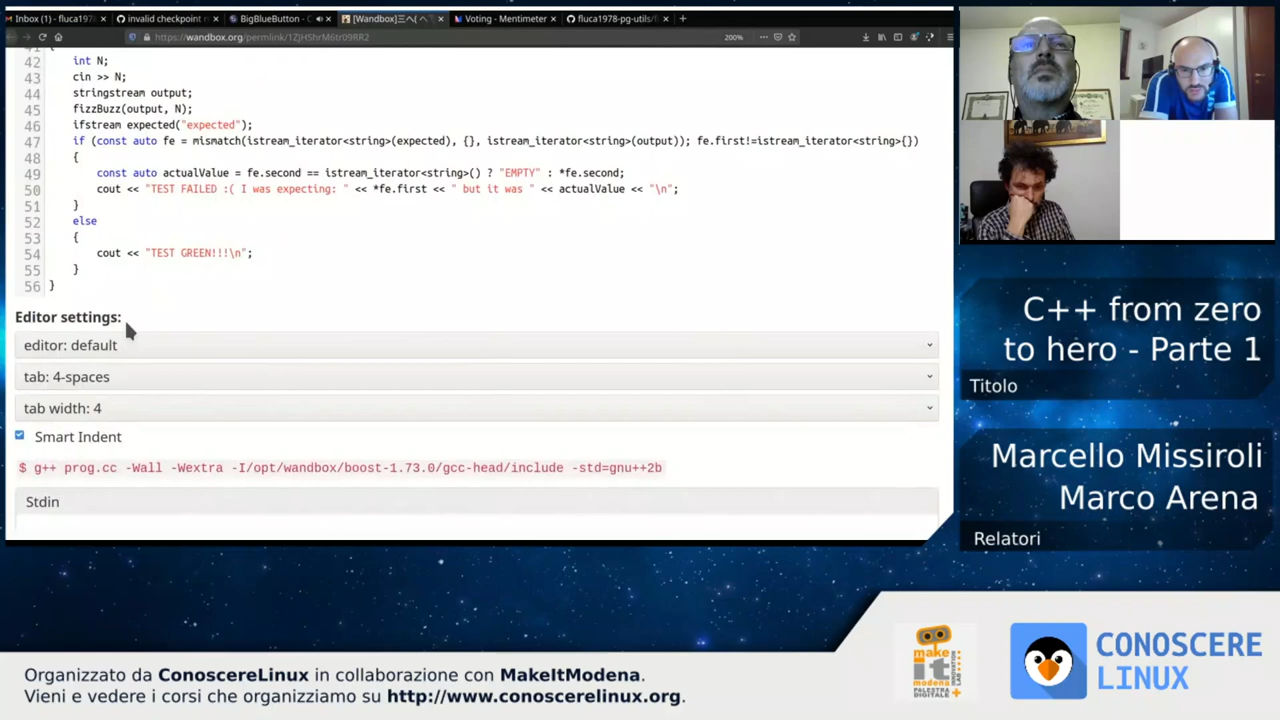 Inbox (1) - fluca1978
invalid checkpoint r
BigBlueButton -
[Wandbox]三へ( へ
Voting - Mentimeter
fluca1978-pg-utils/
https://wandbox.org/permlink/1ZJHShrM6tr09RR2
200%
41 {
42 int N;
43 cin >> N;
44 stringstream output;
45 fizzBuzz(output, N);
46 ifstream expected("expected");
47 if (const auto fe = mismatch(istream_iterator<string>(expected), {}, istream_iterator<string>(output)); fe.first!=istream_iterator<string>{})
48 {
49 const auto actualValue = fe.second == istream_iterator<string>() ? "EMPTY" : *fe.second;
50 cout << "TEST FAILED :( I was expecting: " << *fe.first << " but it was " << actualValue << "\n";
51 }
52 else
53 {
54 cout << "TEST GREEN!!!\n";
55 }
56 }
Editor settings:
editor: default
tab: 4-spaces
tab width: 4
Smart Indent
$ g++ prog.cc -Wall -Wextra -I/opt/wandbox/boost-1.73.0/gcc-head/include -std=gnu++2b
Stdin
C++ from zero
to hero - Parte 1
Titolo
Marcello Missiroli
Marco Arena
Relatori
make
it
modena
PALESTRA
DIGITALE
CONOSCERE
LINUX
Organizzato da ConoscereLinux in collaborazione con MakeItModena.
Vieni e vedere i corsi che organizziamo su http://www.conoscerelinux.org.